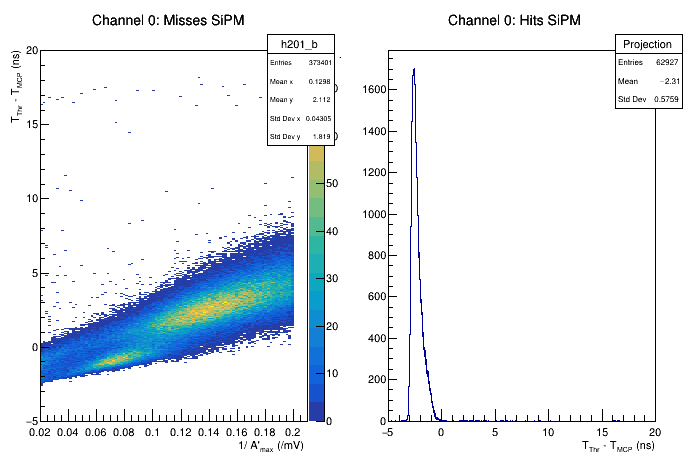 Channel 0: Misses SiPM
h201_b
Entries 373401
Mean x 0.1298
Mean y 2.112
Std Dev x 0.04305
Std Dev y 1.819
T_Thr - T_MCP (ns)
20
15
10
5
0
−5
0.02 0.04 0.06 0.08 0.1 0.12 0.14 0.16 0.18 0.2
1/ A'_max (/mV)
50
40
30
20
10
0
Channel 0: Hits SiPM
Projection
Entries 62927
Mean −2.31
Std Dev 0.5759
1600
1400
1200
1000
800
600
400
200
0
−5 0 5 10 15 20
T_Thr - T_MCP (ns)